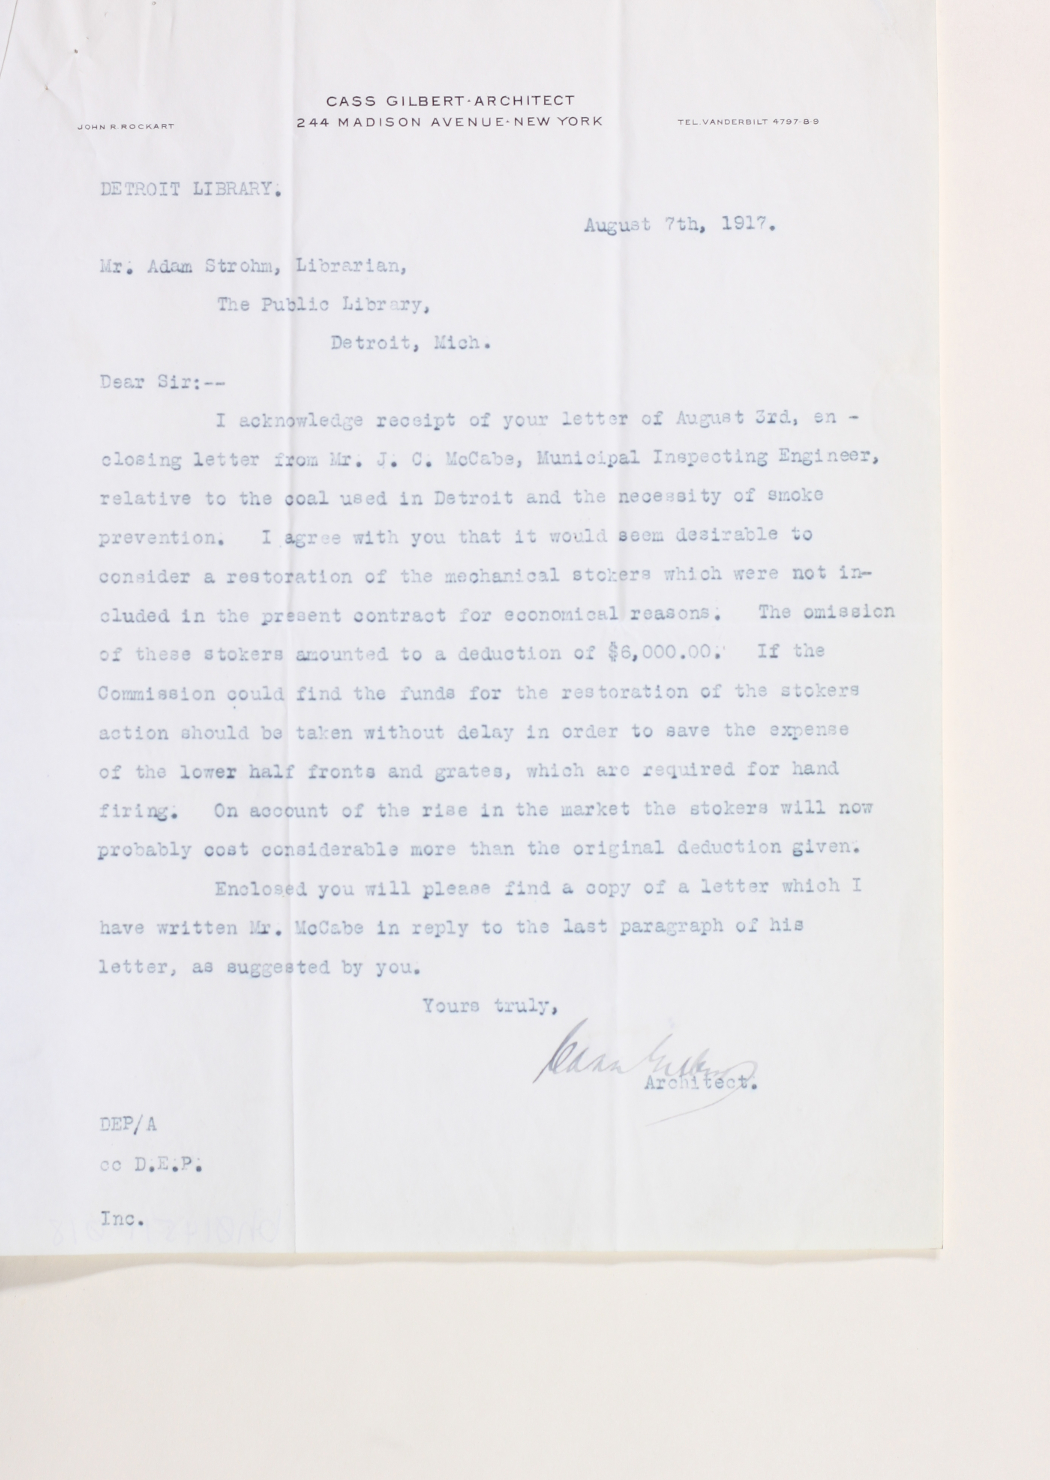 CASS GILBERT·ARCHITECT
JOHN R. ROCKART 244 MADISON AVENUE·NEW YORK TEL. VANDERBILT 4797-8-9
DETROIT LIBRARY.
August 7th, 1917.
Mr. Adam Strohm, Librarian,
The Public Library,
Detroit, Mich.
Dear Sir:--
I acknowledge receipt of your letter of August 3rd, en -
closing letter from Mr. J. C. McCabe, Municipal Inspecting Engineer,
relative to the coal used in Detroit and the necessity of smoke
prevention. I agree with you that it would seem desirable to
consider a restoration of the mechanical stokers which were not in-
cluded in the present contract for economical reasons. The omission
of these stokers amounted to a deduction of $6,000.00. If the
Commission could find the funds for the restoration of the stokers
action should be taken without delay in order to save the expense
of the lower half fronts and grates, which are required for hand
firing. On account of the rise in the market the stokers will now
probably cost considerable more than the original deduction given.
Enclosed you will please find a copy of a letter which I
have written Mr. McCabe in reply to the last paragraph of his
letter, as suggested by you.
Yours truly,
Cass Gilbert
Architect.
DEP/A
cc D.E.P.
Inc.